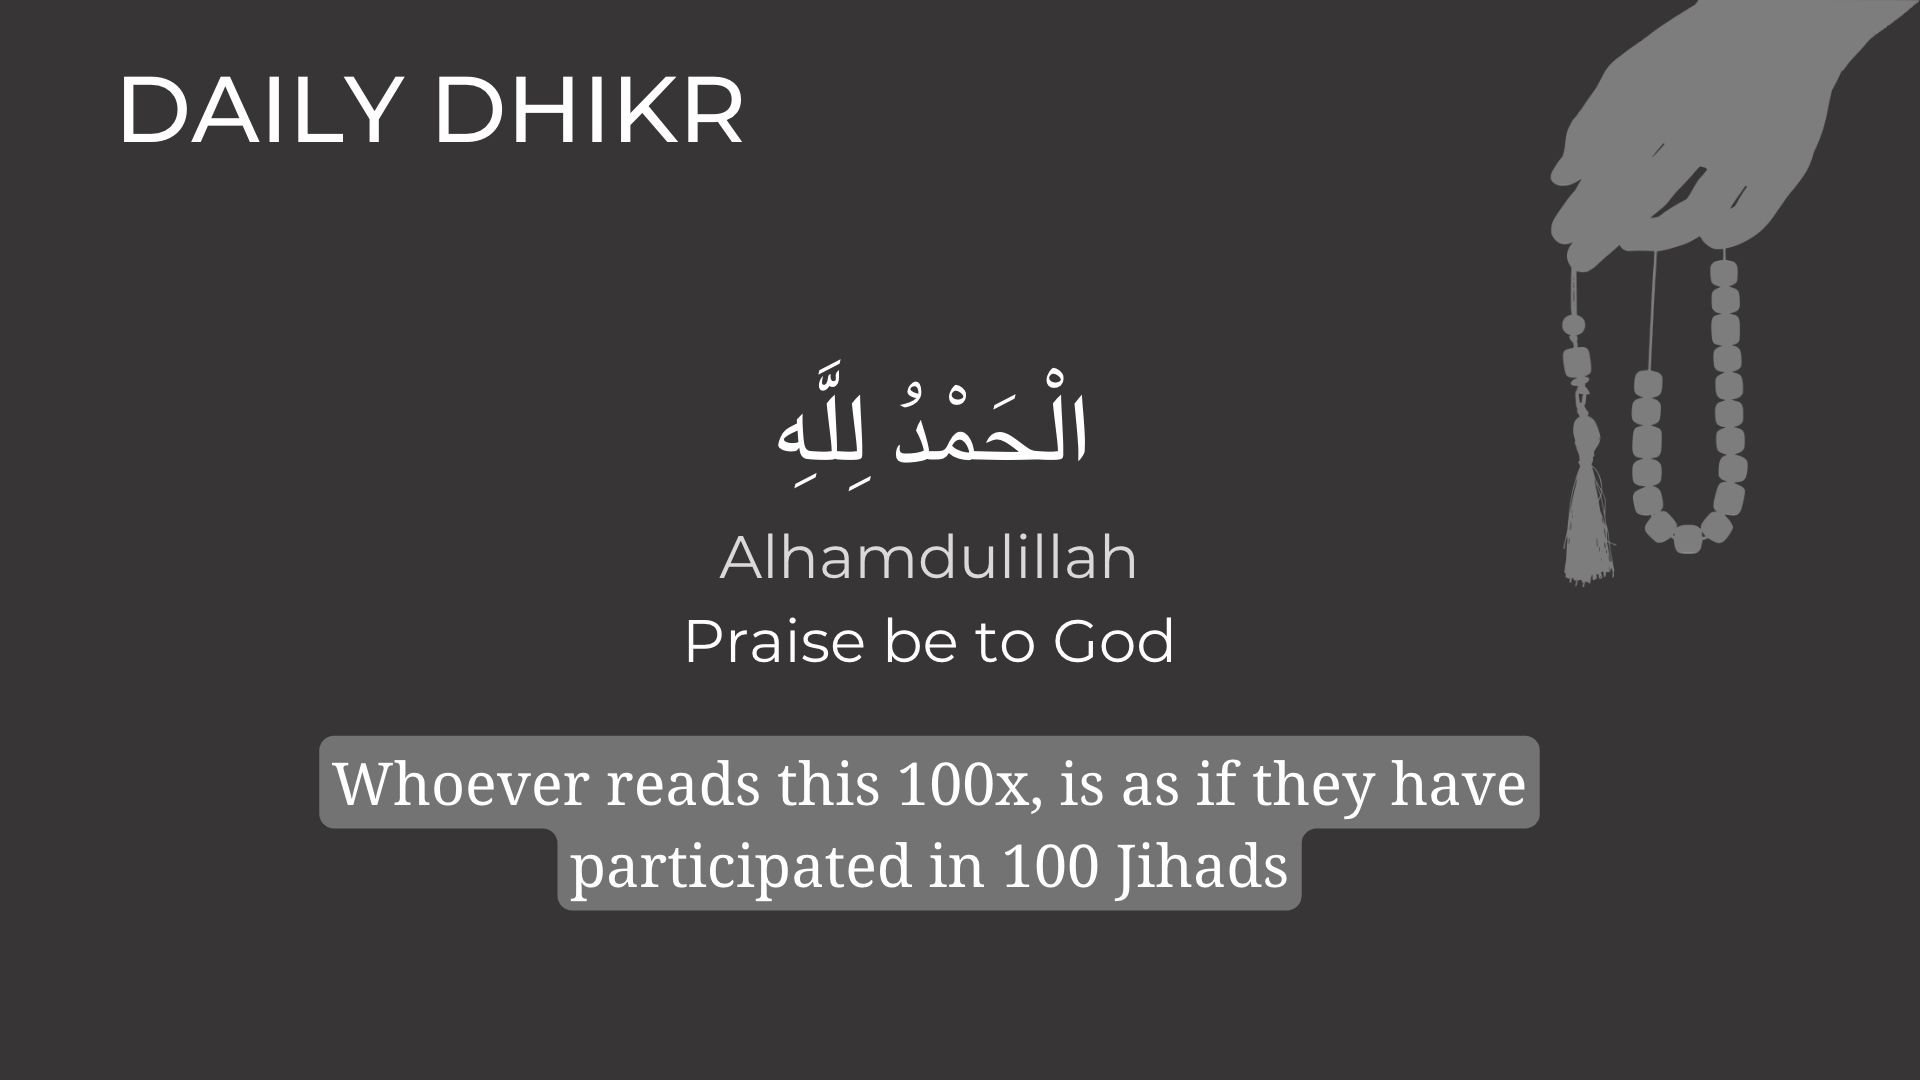 DAILY DHIKR
الْحَمْدُ لِلَّهِ
Alhamdulillah
Praise be to God
Whoever reads this 100x, is as if they have
participated in 100 Jihads